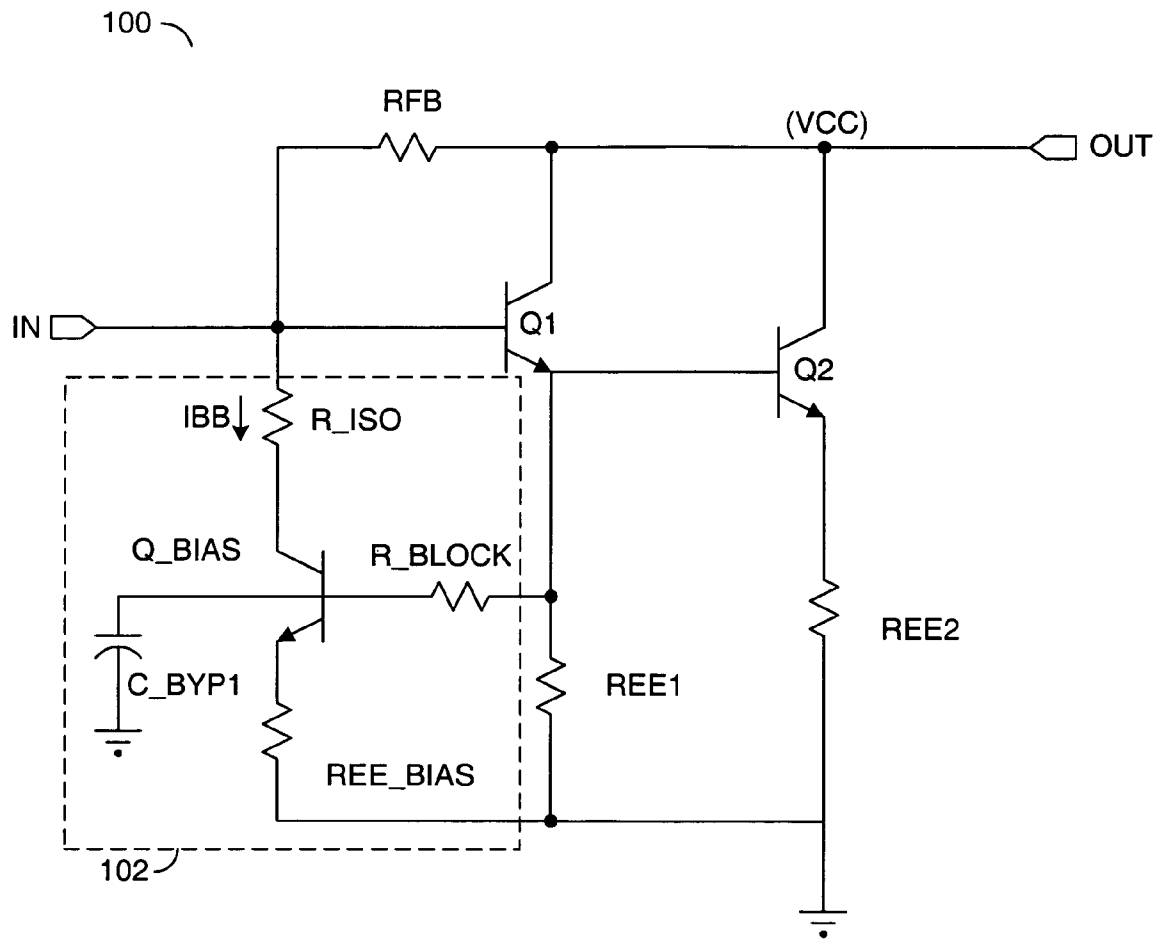 100
RFB
(VCC)
OUT
IN
Q1
Q2
IBB
R_ISO
Q_BIAS
R_BLOCK
C_BYP1
REE1
REE2
REE_BIAS
102